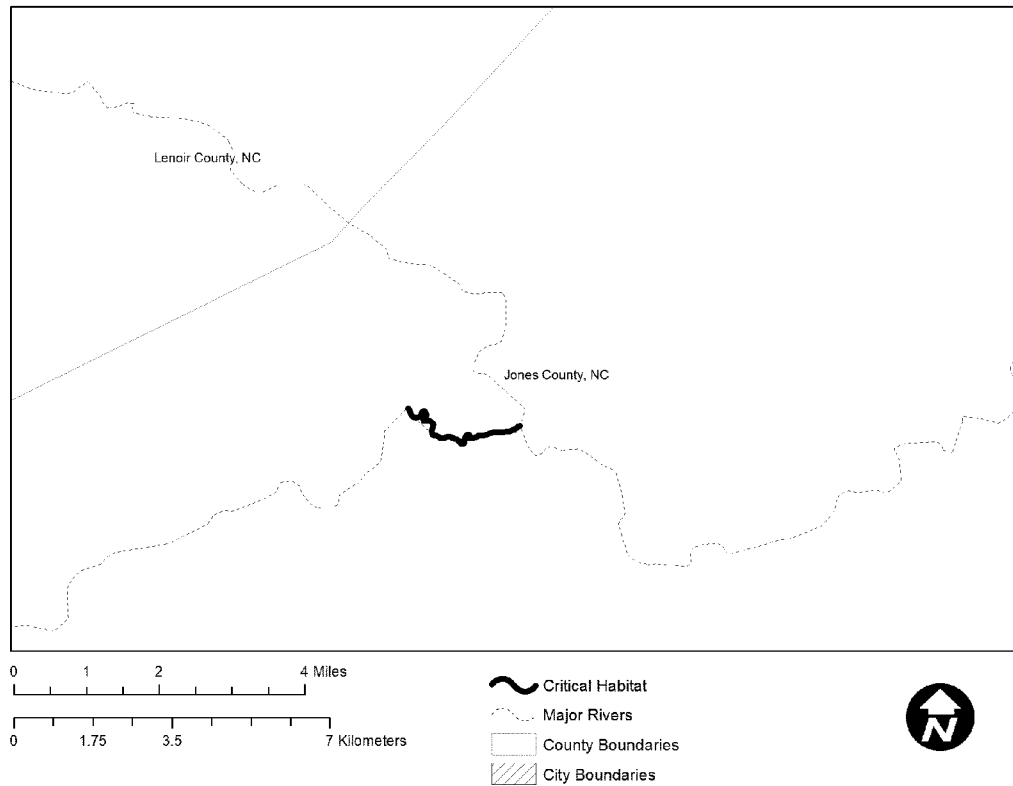 Lenoir County, NC
Jones County, NC
0 1 2 4 Miles
0 1.75 3.5 7 Kilometers
Critical Habitat
Major Rivers
County Boundaries
City Boundaries
N